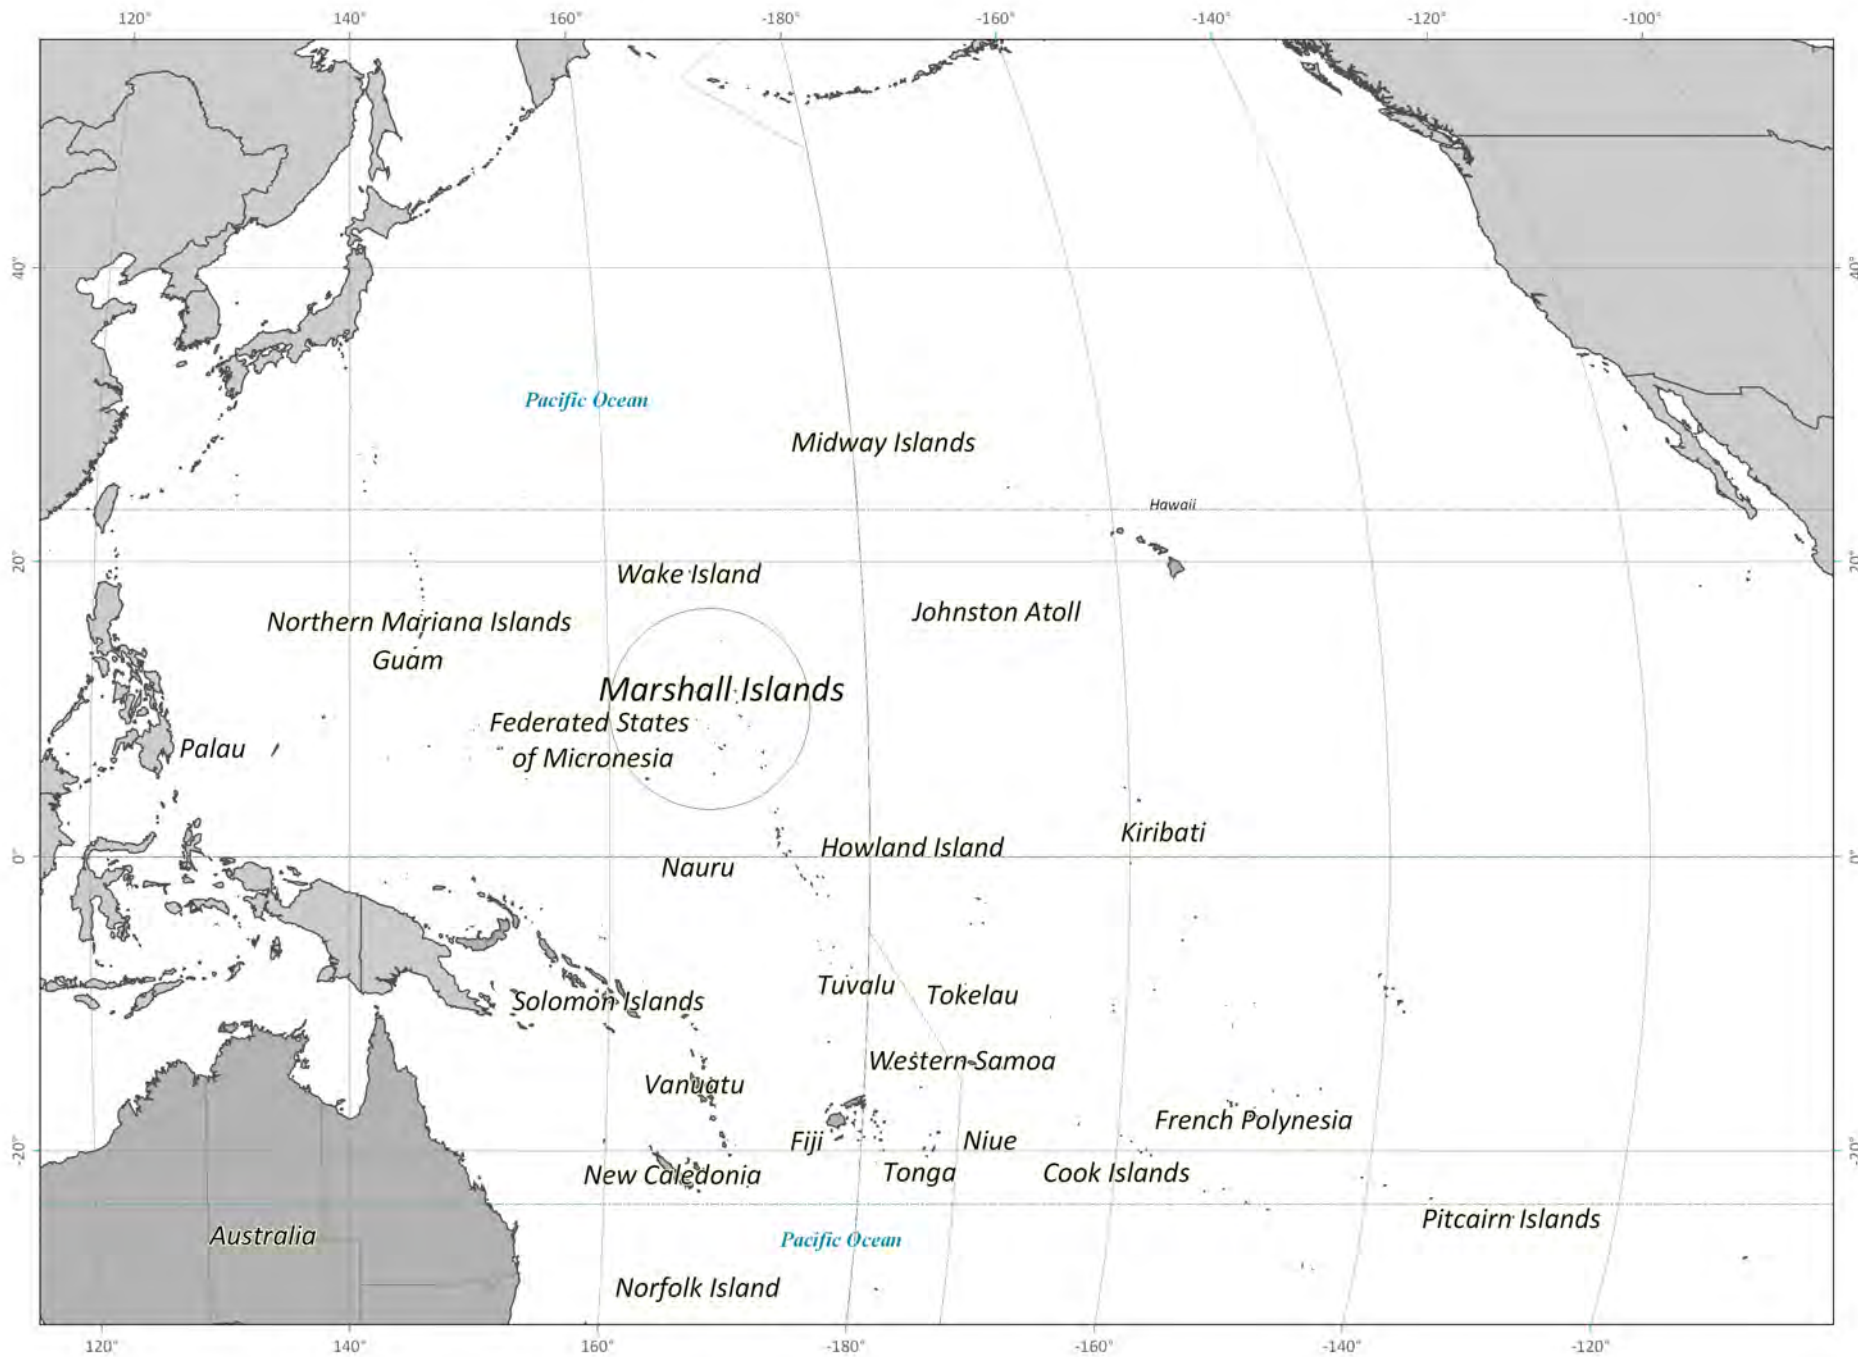 120° 140° 160° -180° -160° -140° -120° -100°
40° 40°
Pacific Ocean
Midway Islands
Hawaii
20° 20°
Wake Island
Johnston Atoll
Northern Mariana Islands
Guam
Marshall Islands
Federated States
of Micronesia
Palau
Kiribati
Howland Island
0° 0°
Nauru
Tuvalu
Tokelau
Solomon Islands
Western Samoa
Vanuatu
French Polynesia
Fiji
Niue
-20° -20°
New Caledonia
Tonga
Cook Islands
Pitcairn Islands
Australia
Pacific Ocean
Norfolk Island
120° 140° 160° -180° -160° -140° -120°